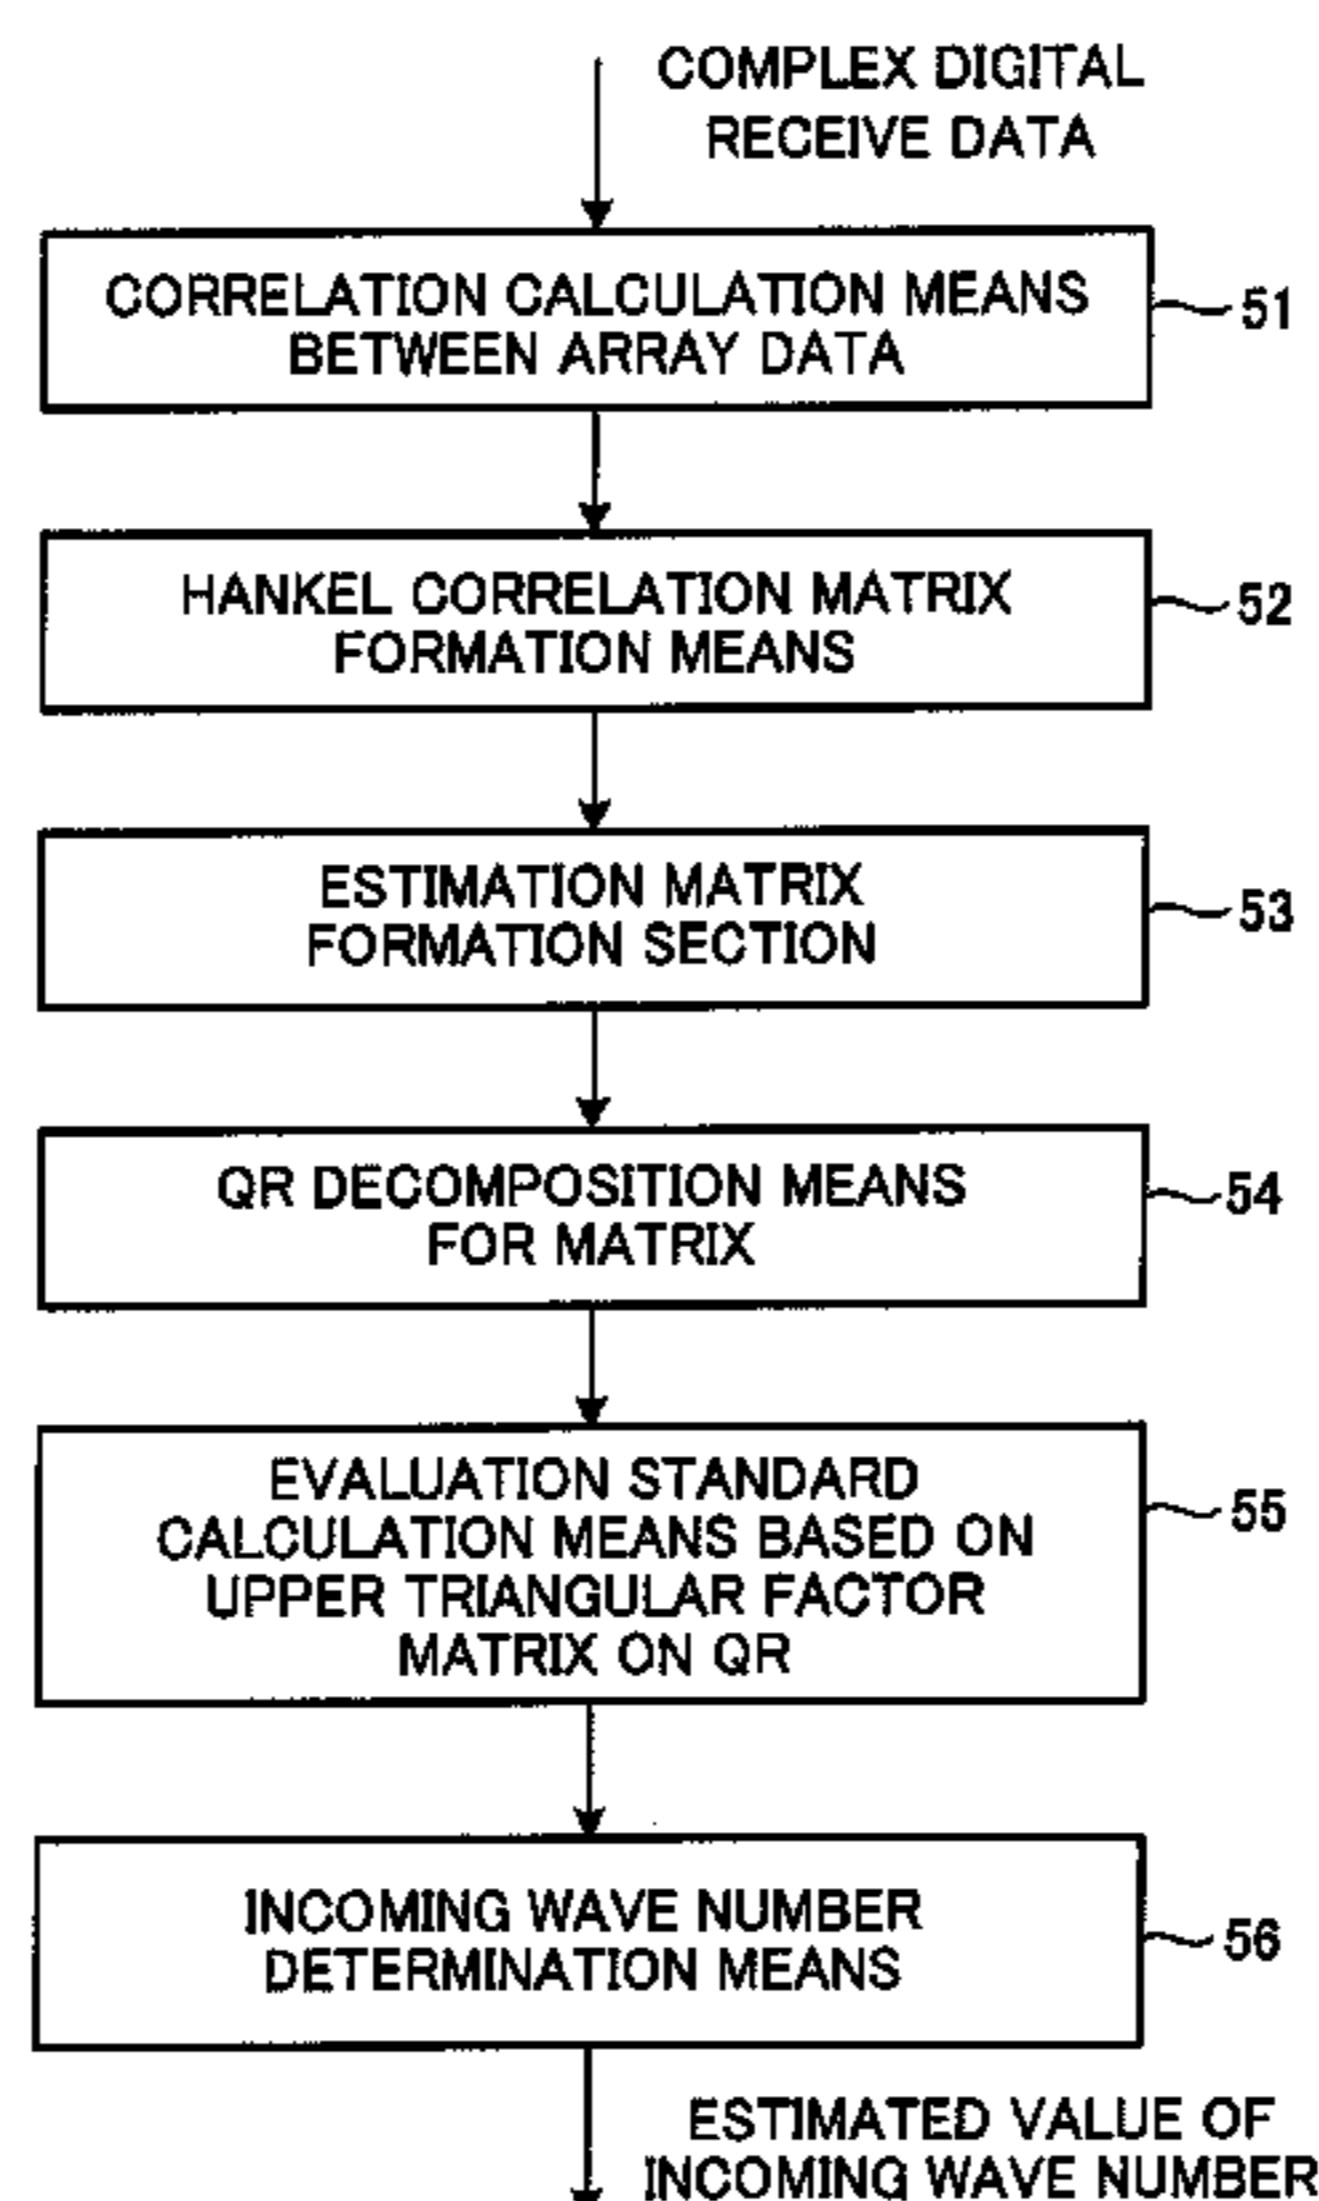 COMPLEX DIGITAL
RECEIVE DATA
CORRELATION CALCULATION MEANS
BETWEEN ARRAY DATA
51
HANKEL CORRELATION MATRIX
FORMATION MEANS
52
ESTIMATION MATRIX
FORMATION SECTION
53
QR DECOMPOSITION MEANS
FOR MATRIX
54
EVALUATION STANDARD
CALCULATION MEANS BASED ON
UPPER TRIANGULAR FACTOR
MATRIX ON QR
55
INCOMING WAVE NUMBER
DETERMINATION MEANS
56
ESTIMATED VALUE OF
INCOMING WAVE NUMBER